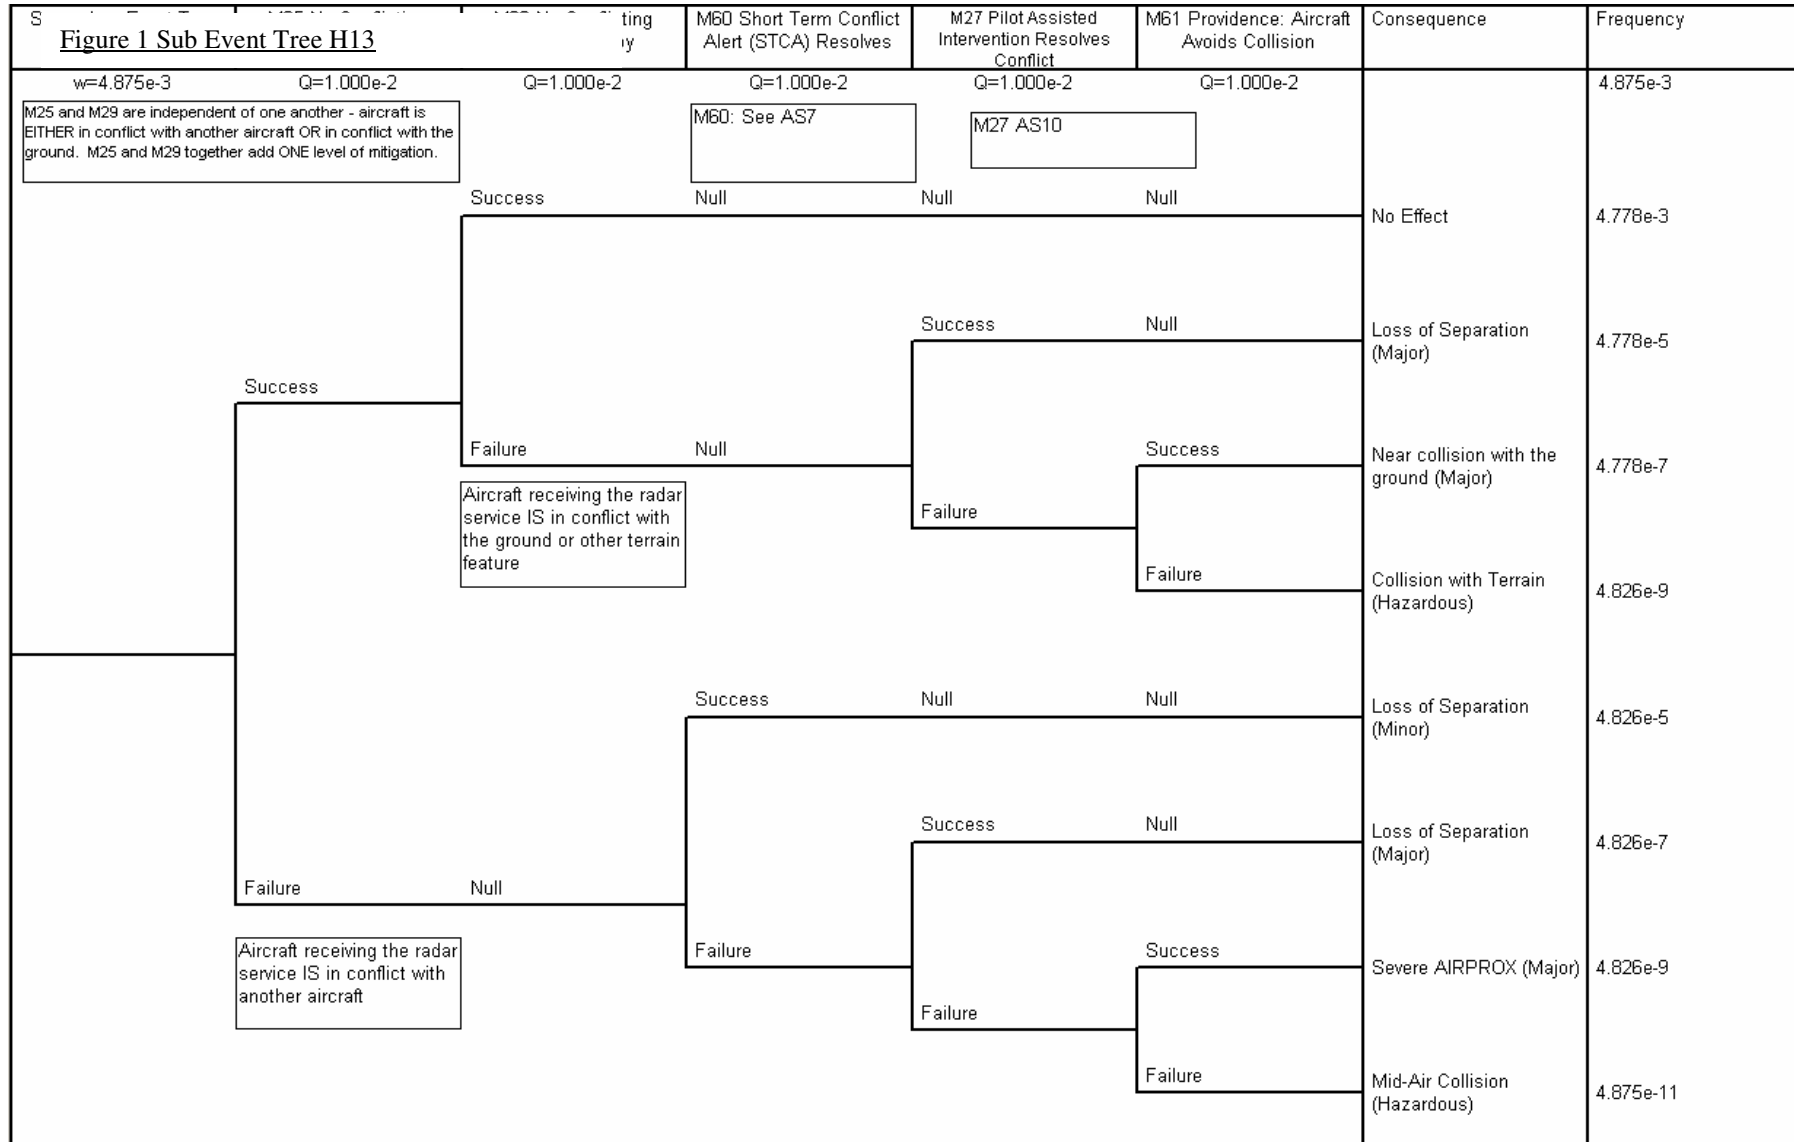 Figure 1 Sub Event Tree H13
ting
y
M60 Short Term Conflict
Alert (STCA) Resolves
M27 Pilot Assisted
Intervention Resolves
Conflict
M61 Providence: Aircraft
Avoids Collision
Consequence
Frequency
w=4.875e-3
Q=1.000e-2
Q=1.000e-2
Q=1.000e-2
Q=1.000e-2
Q=1.000e-2
4.875e-3
M25 and M29 are independent of one another - aircraft is
EITHER in conflict with another aircraft OR in conflict with the
ground. M25 and M29 together add ONE level of mitigation.
M60: See AS7
M27 AS10
Success
Null
Null
Null
No Effect
4.778e-3
Success
Null
Loss of Separation
(Major)
4.778e-5
Success
Failure
Null
Success
Near collision with the
ground (Major)
4.778e-7
Aircraft receiving the radar
service IS in conflict with
the ground or other terrain
feature
Failure
Failure
Collision with Terrain
(Hazardous)
4.826e-9
Success
Null
Null
Loss of Separation
(Minor)
4.826e-5
Success
Null
Loss of Separation
(Major)
4.826e-7
Failure
Null
Aircraft receiving the radar
service IS in conflict with
another aircraft
Failure
Success
Severe AIRPROX (Major)
4.826e-9
Failure
Failure
Mid-Air Collision
(Hazardous)
4.875e-11